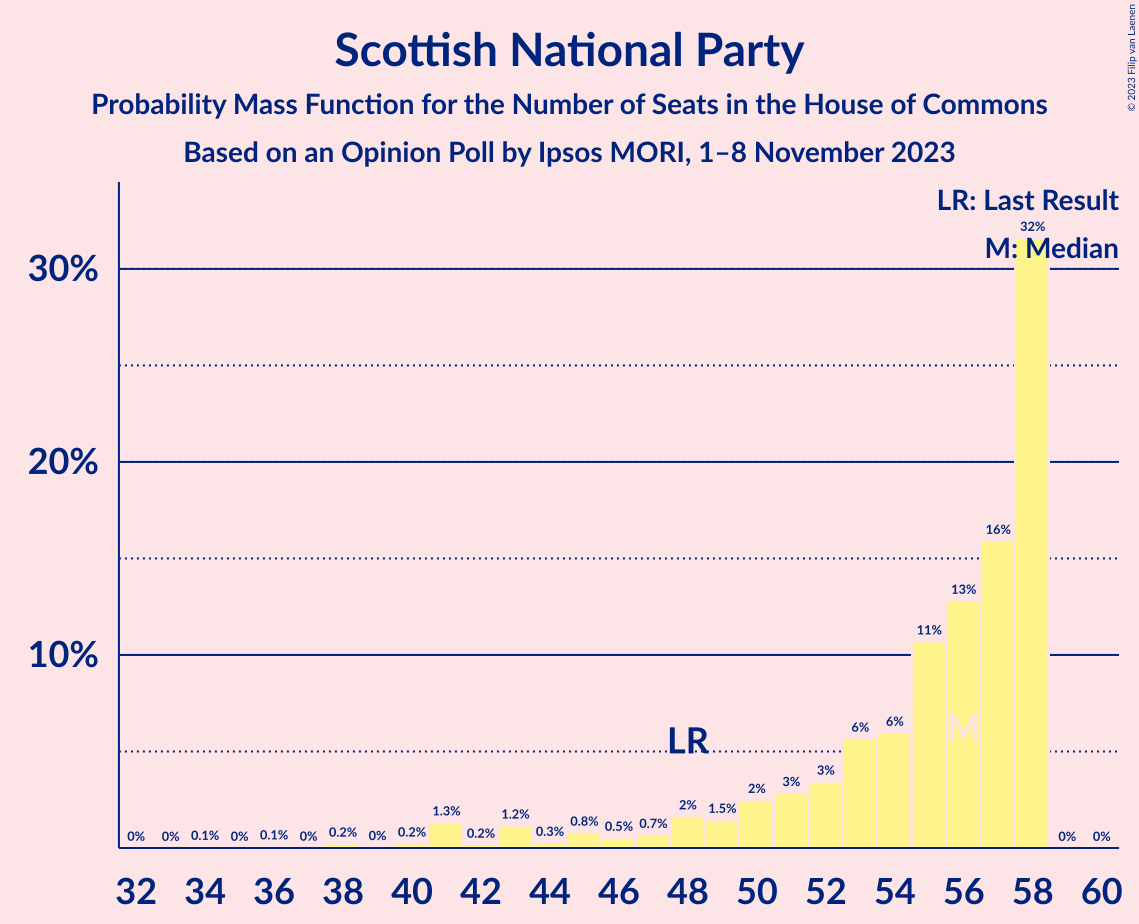 Scottish National Party
Probability Mass Function for the Number of Seats in the House of Commons
Based on an Opinion Poll by Ipsos MORI, 1–8 November 2023
© 2023 Filip van Laenen
LR: Last Result
M: Median
30%
20%
10%
0% 0% 0.1% 0% 0.1% 0% 0.2% 0% 0.2% 1.3% 0.2% 1.2% 0.3% 0.8% 0.5% 0.7% 2% 1.5% 2% 3% 3% 6% 6% 11% 13% 16% 32% 0% 0%
LR
M
32 34 36 38 40 42 44 46 48 50 52 54 56 58 60